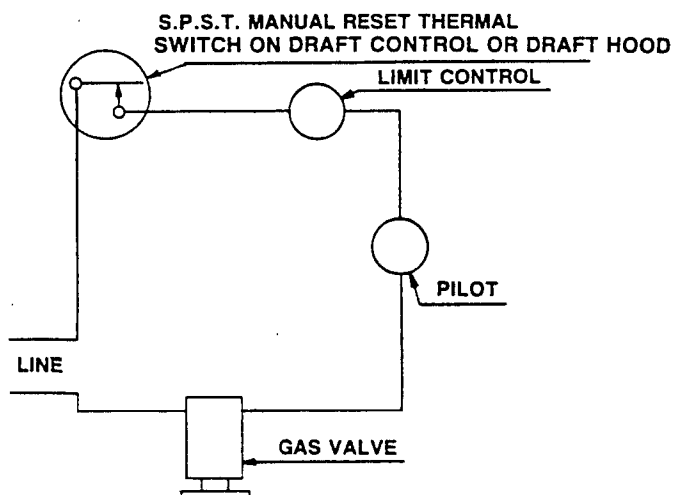 S.P.S.T. MANUAL RESET THERMAL
SWITCH ON DRAFT CONTROL OR DRAFT HOOD
LIMIT CONTROL
PILOT
LINE
GAS VALVE